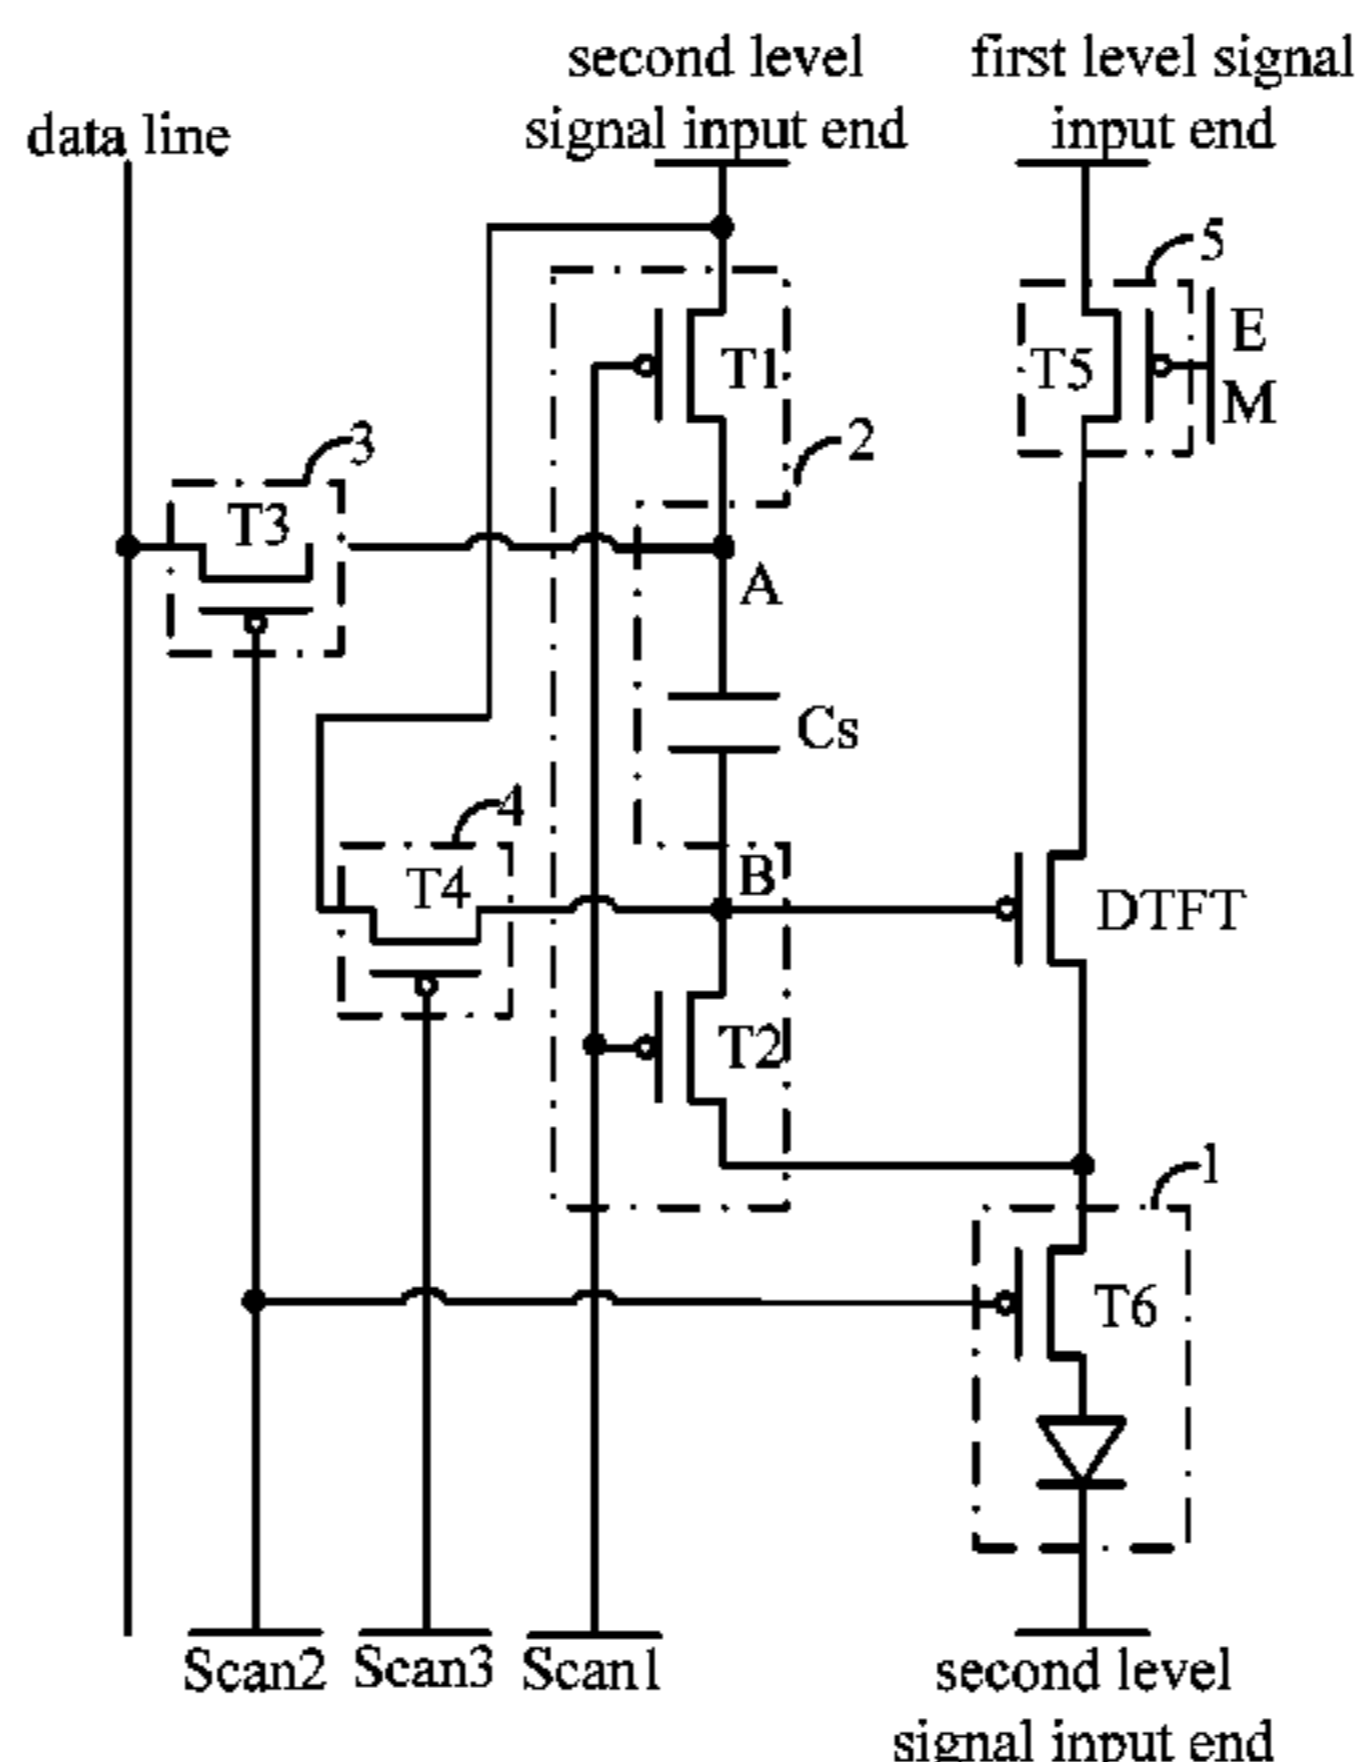 second level
signal input end
first level signal
input end
data line
5
E
M
T1
T5
2
3
T3
A
Cs
4
T4
B
DTFT
T2
1
T6
Scan2
Scan3
Scan1
second level
signal input end